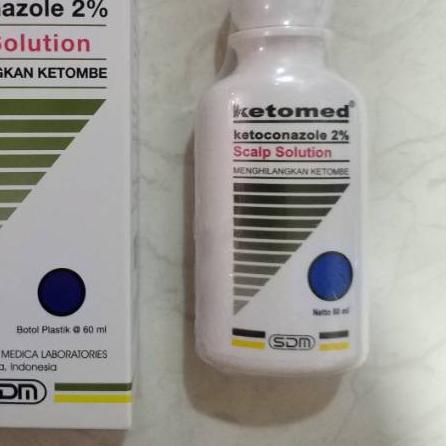 azole 2%
Solution
GKAN KETOMBE
Botol Plastik @ 60 ml
MEDICA LABORATORIES
a, Indonesia
SDM
ketomed®
ketoconazole 2%
Scalp Solution
MENGHILANGKAN KETOMBE
Netto 60 ml
SDM